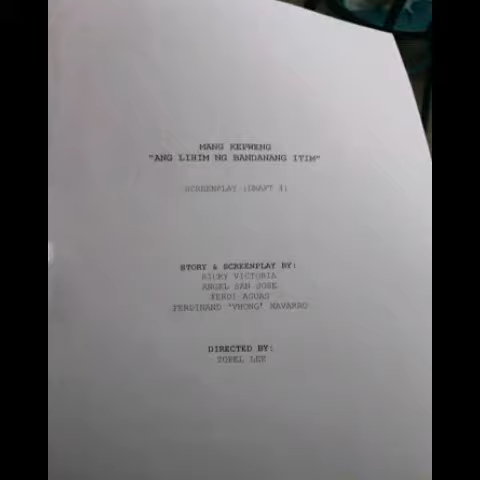 MANG KEPWENG
"ANG LIHIM NG BANDANANG ITIM"
SCREENPLAY (DRAFT 4)
STORY & SCREENPLAY BY:
RICKY VICTORIA
ANGEL SAN JOSE
FERDI AGUAS
FERDINAND 'VHONG' NAVARRO
DIRECTED BY:
TOPEL LEE